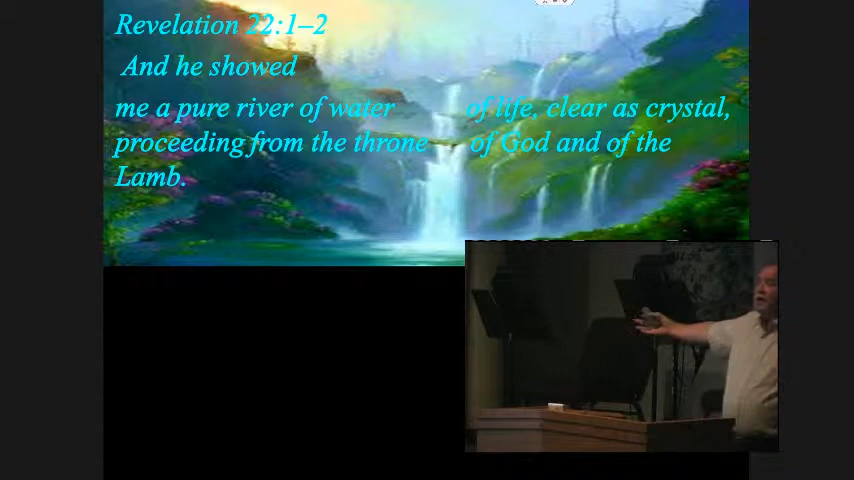 Revelation 22:1–2
And he showed
me a pure river of water of life, clear as crystal,
proceeding from the throne of God and of the
Lamb.